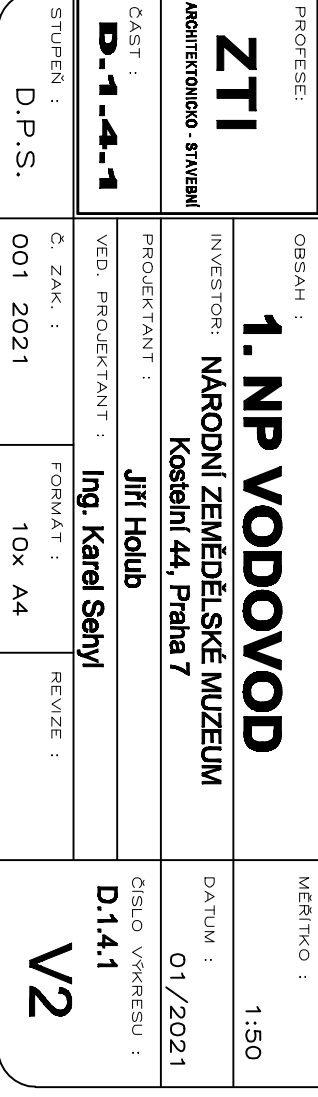 PROFESE:
ZTI
ARCHITEKTONICKO - STAVEBNÍ
ČÁST :
D.1.4.1
STUPEŇ :
D.P.S.
OBSAH :
1. NP VODOVOD
INVESTOR: NÁRODNÍ ZEMĚDĚLSKÉ MUZEUM
Kostelní 44, Praha 7
PROJEKTANT :
Jiří Holub
VED. PROJEKTANT : Ing. Karel Sehyl
Č. ZAK. :
001 2021
FORMÁT :
10x A4
REVIZE :
MĚŘÍTKO :
1:50
DATUM :
01/2021
ČÍSLO VÝKRESU :
D.1.4.1
V2